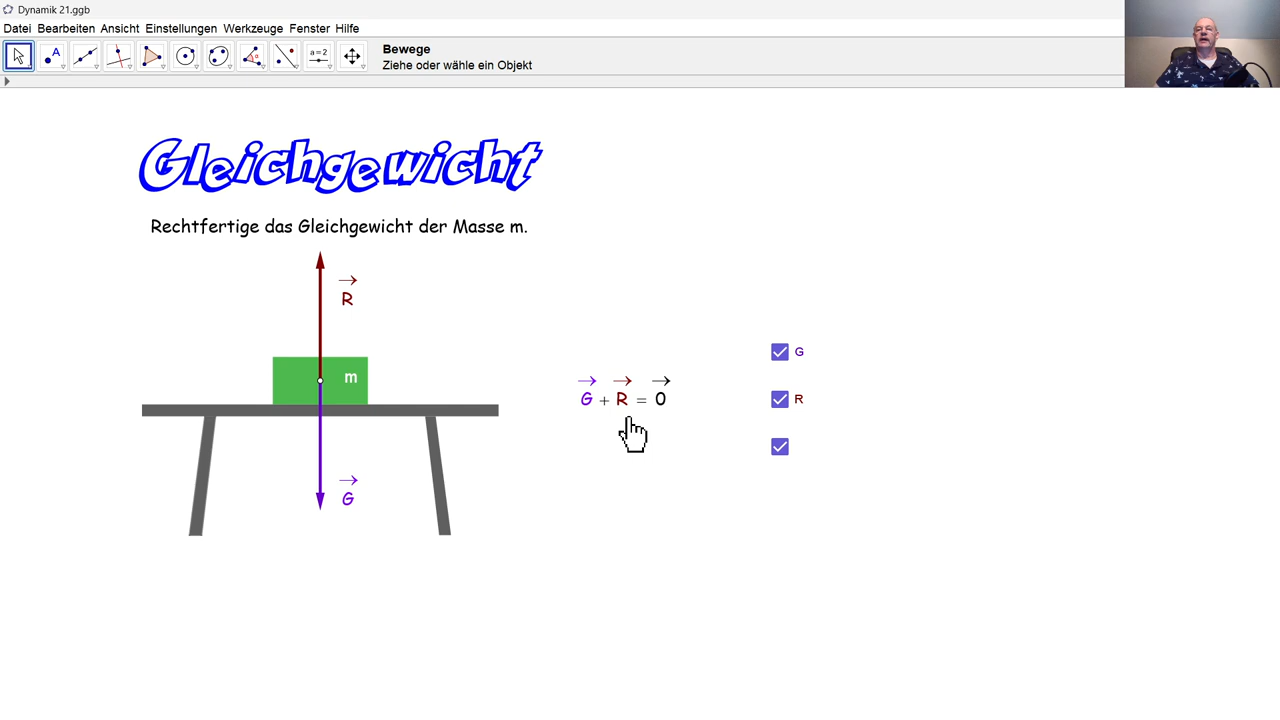 Dynamik 21.ggb
Datei Bearbeiten Ansicht Einstellungen Werkzeuge Fenster Hilfe
A
a=2
Bewege
Ziehe oder wähle ein Objekt
Gleichgewicht
Rechtfertige das Gleichgewicht der Masse m.
R
m
G
G + R = 0
G
R